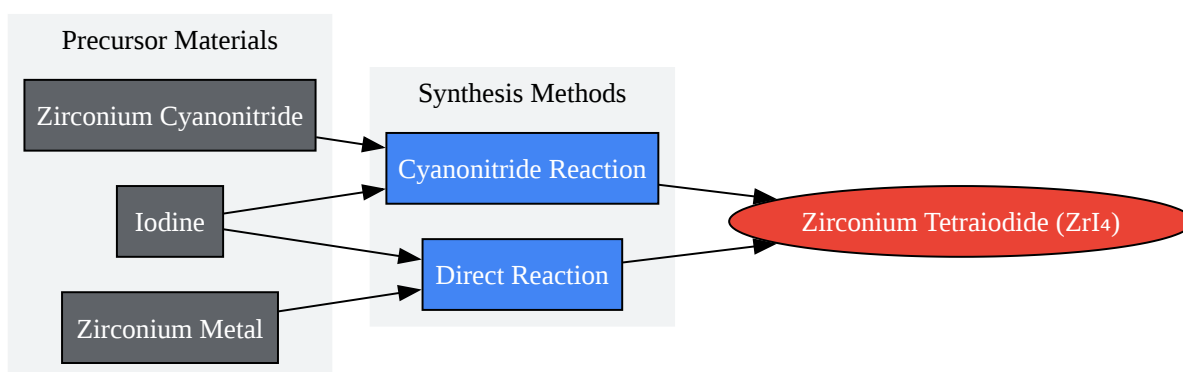 Precursor Materials
Zirconium Cyanonitride
Iodine
Zirconium Metal
Synthesis Methods
Cyanonitride Reaction
Direct Reaction
Zirconium Tetraiodide (ZrI₄)